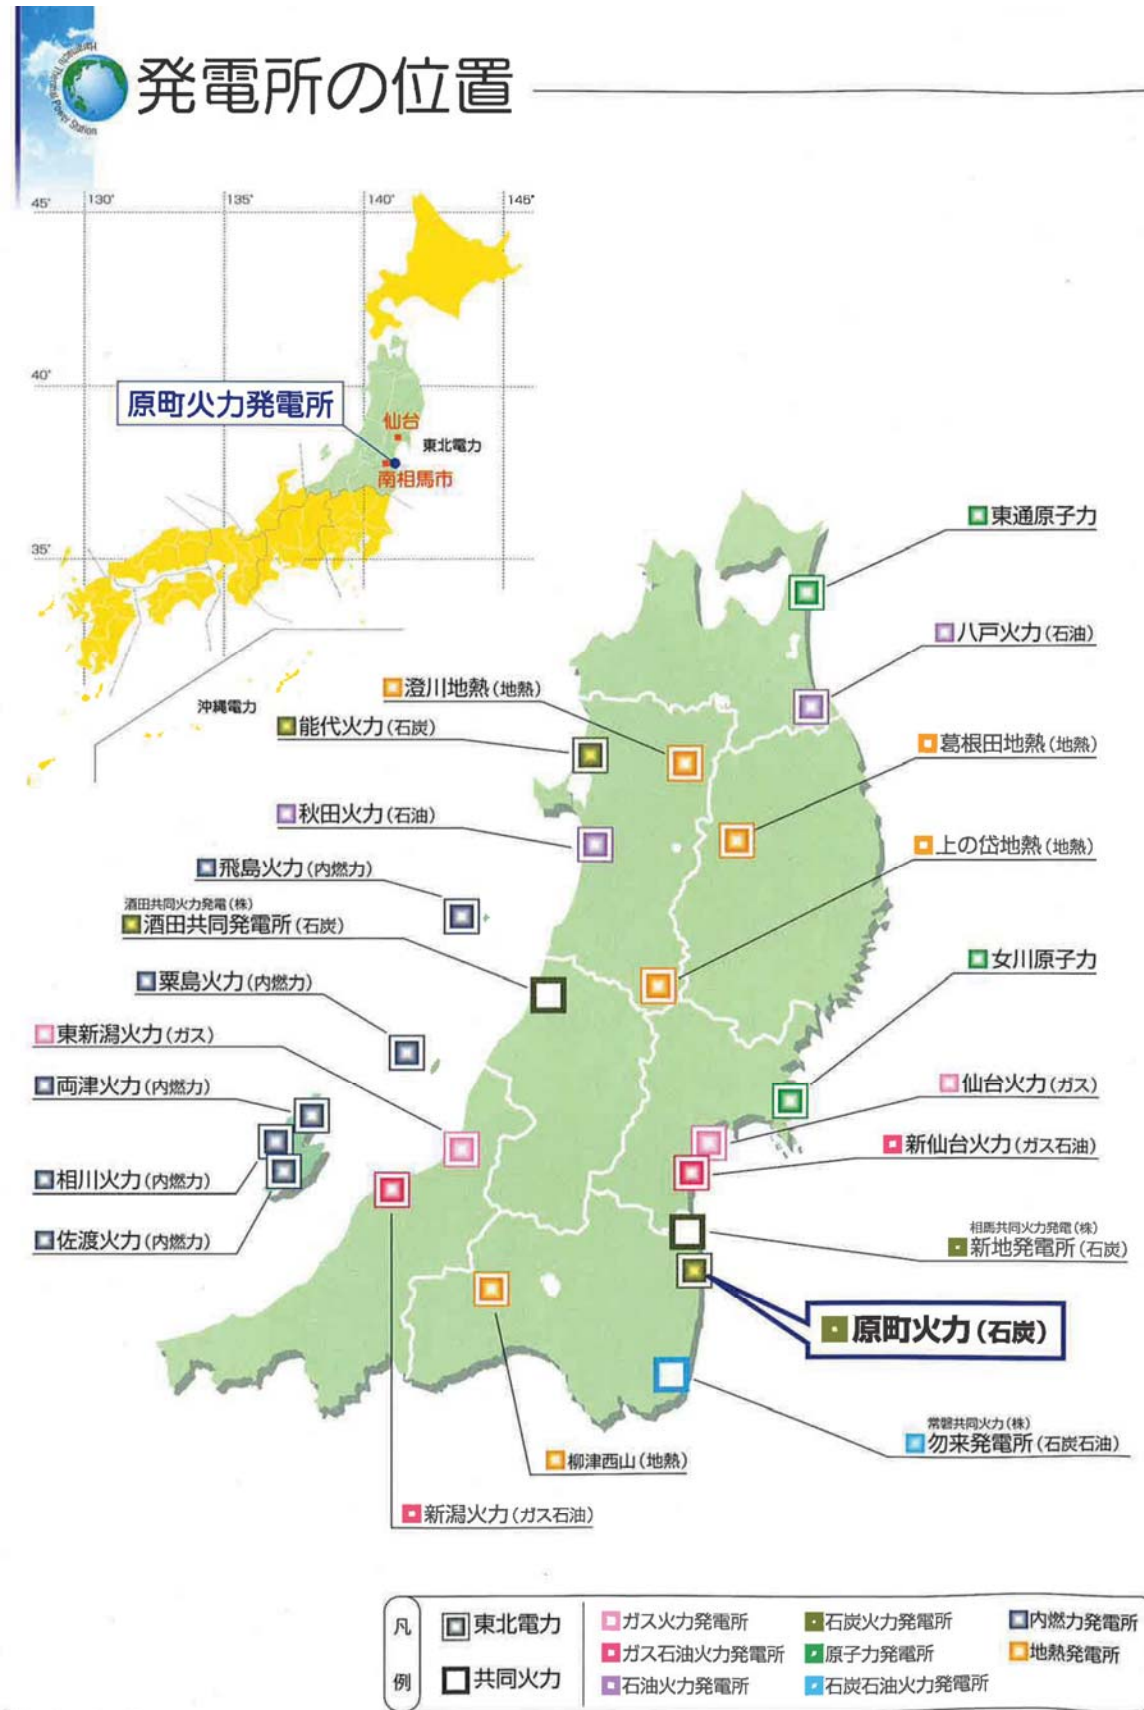 Haramachi Thermal Power Station
発電所の位置
45° 130° 135° 140° 145°
40°
35°
原町火力発電所
仙台
東北電力
南相馬市
沖縄電力
東通原子力
八戸火力(石油)
澄川地熱(地熱)
能代火力(石炭)
葛根田地熱(地熱)
秋田火力(石油)
上の岱地熱(地熱)
飛島火力(内燃力)
酒田共同火力発電(株)
酒田共同発電所(石炭)
女川原子力
粟島火力(内燃力)
東新潟火力(ガス)
両津火力(内燃力)
仙台火力(ガス)
新仙台火力(ガス石油)
相川火力(内燃力)
佐渡火力(内燃力)
相馬共同火力発電(株)
新地発電所(石炭)
原町火力(石炭)
常磐共同火力(株)
勿来発電所(石炭石油)
柳津西山(地熱)
新潟火力(ガス石油)
凡例
東北電力
共同火力
ガス火力発電所
ガス石油火力発電所
石油火力発電所
石炭火力発電所
原子力発電所
石炭石油火力発電所
内燃力発電所
地熱発電所